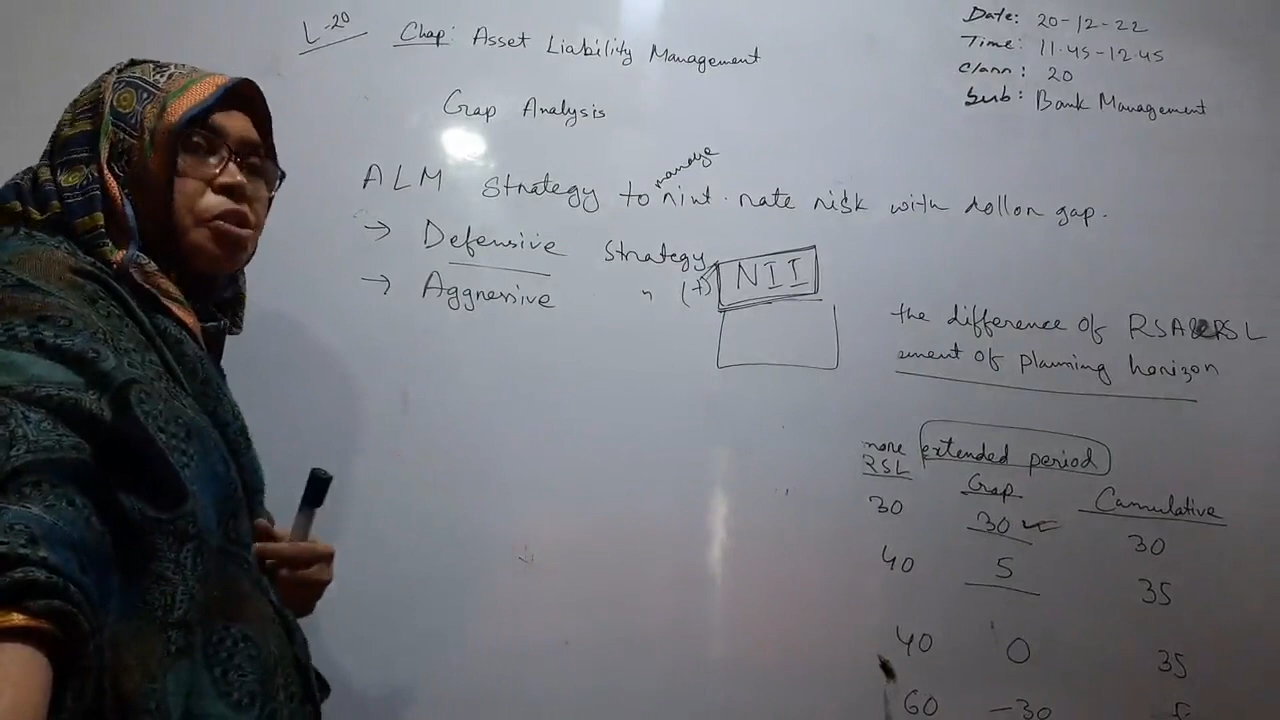 L-20
Chap: Asset Liability Management
Date: 20-12-22
Time: 11.45-12.45
Class: 20
Sub: Bank Management
Gap Analysis
manage
ALM Strategy to int. rate risk with dollar gap.
→ Defensive Strategy
→ Aggressive " (+) NII
the difference of RSA & RSL
ement of planning horizon
more RSL extended period
Gap Cumulative
30 30 30
40 5 35
40 0 35
60 -30